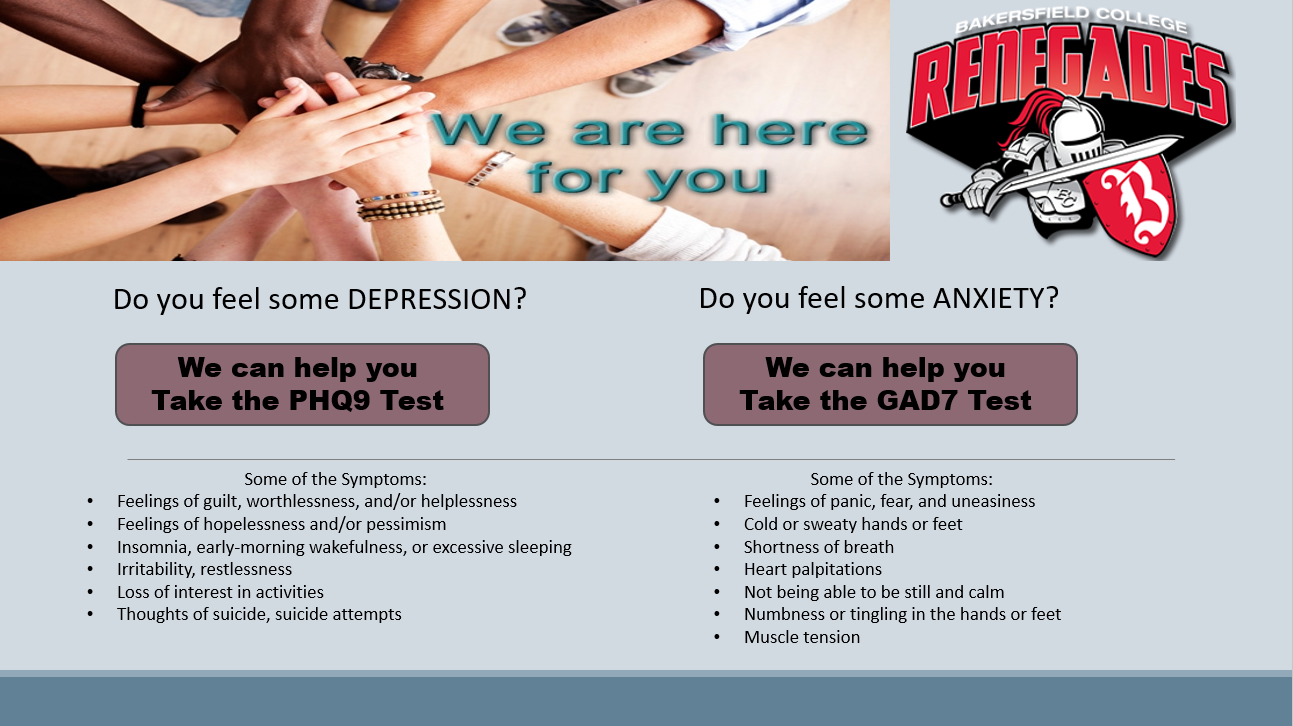 We are here
for you
BAKERSFIELD COLLEGE
RENEGADES
BC
B
Do you feel some DEPRESSION?
We can help you
Take the PHQ9 Test
Some of the Symptoms:
• Feelings of guilt, worthlessness, and/or helplessness
• Feelings of hopelessness and/or pessimism
• Insomnia, early-morning wakefulness, or excessive sleeping
• Irritability, restlessness
• Loss of interest in activities
• Thoughts of suicide, suicide attempts
Do you feel some ANXIETY?
We can help you
Take the GAD7 Test
Some of the Symptoms:
• Feelings of panic, fear, and uneasiness
• Cold or sweaty hands or feet
• Shortness of breath
• Heart palpitations
• Not being able to be still and calm
• Numbness or tingling in the hands or feet
• Muscle tension